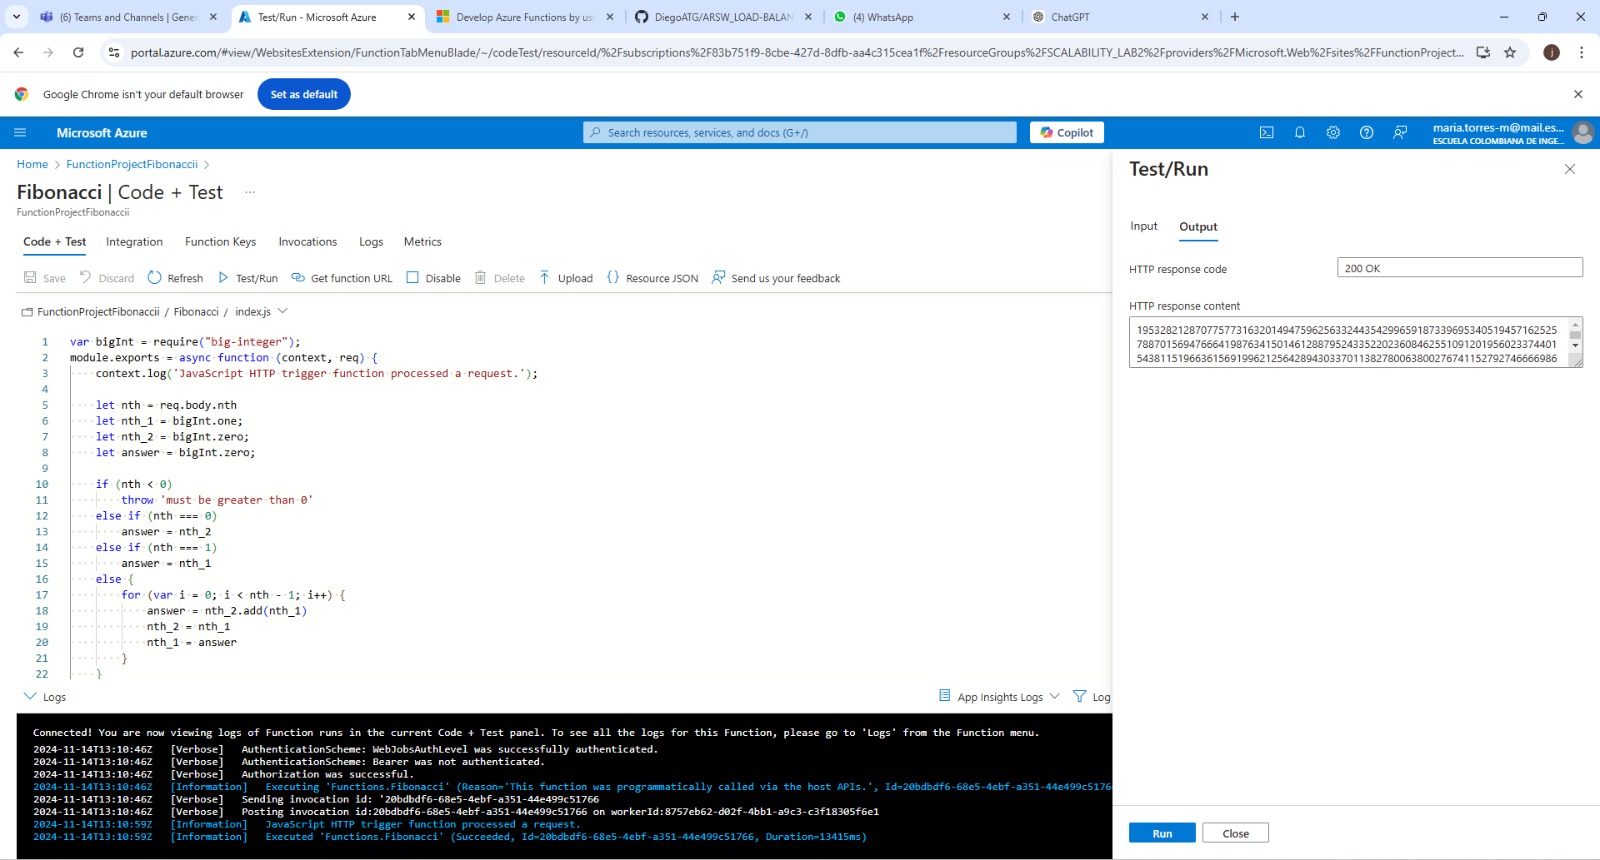 (6) Teams and Channels | Gener
Test/Run - Microsoft Azure
Develop Azure Functions by usi
DiegoATG/ARSW_LOAD-BALAN
(4) WhatsApp
ChatGPT
portal.azure.com/#view/WebsitesExtension/FunctionTabMenuBlade/~/codeTest/resourceId/%2Fsubscriptions%2F83b751f9-8cbe-427d-8dfb-aa4c315cea1f%2FresourceGroups%2FSCALABILITY_LAB2%2Fproviders%2FMicrosoft.Web%2Fsites%2FFunctionProject...
Google Chrome isn't your default browser
Set as default
Microsoft Azure
Search resources, services, and docs (G+/)
Copilot
maria.torres-m@mail.es...
ESCUELA COLOMBIANA DE INGE...
Home > FunctionProjectFibonaccii >
Fibonacci | Code + Test ...
FunctionProjectFibonaccii
Code + Test Integration Function Keys Invocations Logs Metrics
Save Discard Refresh Test/Run Get function URL Disable Delete Upload Resource JSON Send us your feedback
FunctionProjectFibonaccii / Fibonacci / index.js
1 var bigInt = require("big-integer");
2 module.exports = async function (context, req) {
3 context.log('JavaScript HTTP trigger function processed a request.');
4
5 let nth = req.body.nth
6 let nth_1 = bigInt.one;
7 let nth_2 = bigInt.zero;
8 let answer = bigInt.zero;
9
10 if (nth < 0)
11 throw 'must be greater than 0'
12 else if (nth === 0)
13 answer = nth_2
14 else if (nth === 1)
15 answer = nth_1
16 else {
17 for (var i = 0; i < nth - 1; i++) {
18 answer = nth_2.add(nth_1)
19 nth_2 = nth_1
20 nth_1 = answer
21 }
22 }
Logs
App Insights Logs
Log
Connected! You are now viewing logs of Function runs in the current Code + Test panel. To see all the logs for this Function, please go to 'Logs' from the Function menu.
2024-11-14T13:10:46Z [Verbose] AuthenticationScheme: WebJobsAuthLevel was successfully authenticated.
2024-11-14T13:10:46Z [Verbose] AuthenticationScheme: Bearer was not authenticated.
2024-11-14T13:10:46Z [Verbose] Authorization was successful.
2024-11-14T13:10:46Z [Information] Executing 'Functions.Fibonacci' (Reason='This function was programmatically called via the host APIs.', Id=20bdbdf6-68e5-4ebf-a351-44e499c51766
2024-11-14T13:10:46Z [Verbose] Sending invocation id: '20bdbdf6-68e5-4ebf-a351-44e499c51766
2024-11-14T13:10:46Z [Verbose] Posting invocation id:20bdbdf6-68e5-4ebf-a351-44e499c51766 on workerId:8757eb62-d02f-4bb1-a9c3-c3f18305f6e1
2024-11-14T13:10:59Z [Information] JavaScript HTTP trigger function processed a request.
2024-11-14T13:10:59Z [Information] Executed 'Functions.Fibonacci' (Succeeded, Id=20bdbdf6-68e5-4ebf-a351-44e499c51766, Duration=13415ms)
Test/Run
Input Output
HTTP response code
200 OK
HTTP response content
19532821287077577316320149475962563324435429965918733969534051945716252​5
78870156947666419876341501461288795243352202360846255109120195602337440​1
543811519663615691996212564289430337011382780063800276741152792746666986
Run
Close